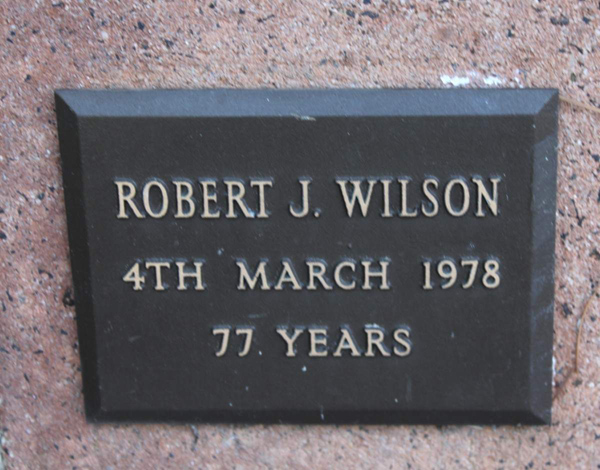 ROBERT J. WILSON
4TH MARCH 1978
77 YEARS